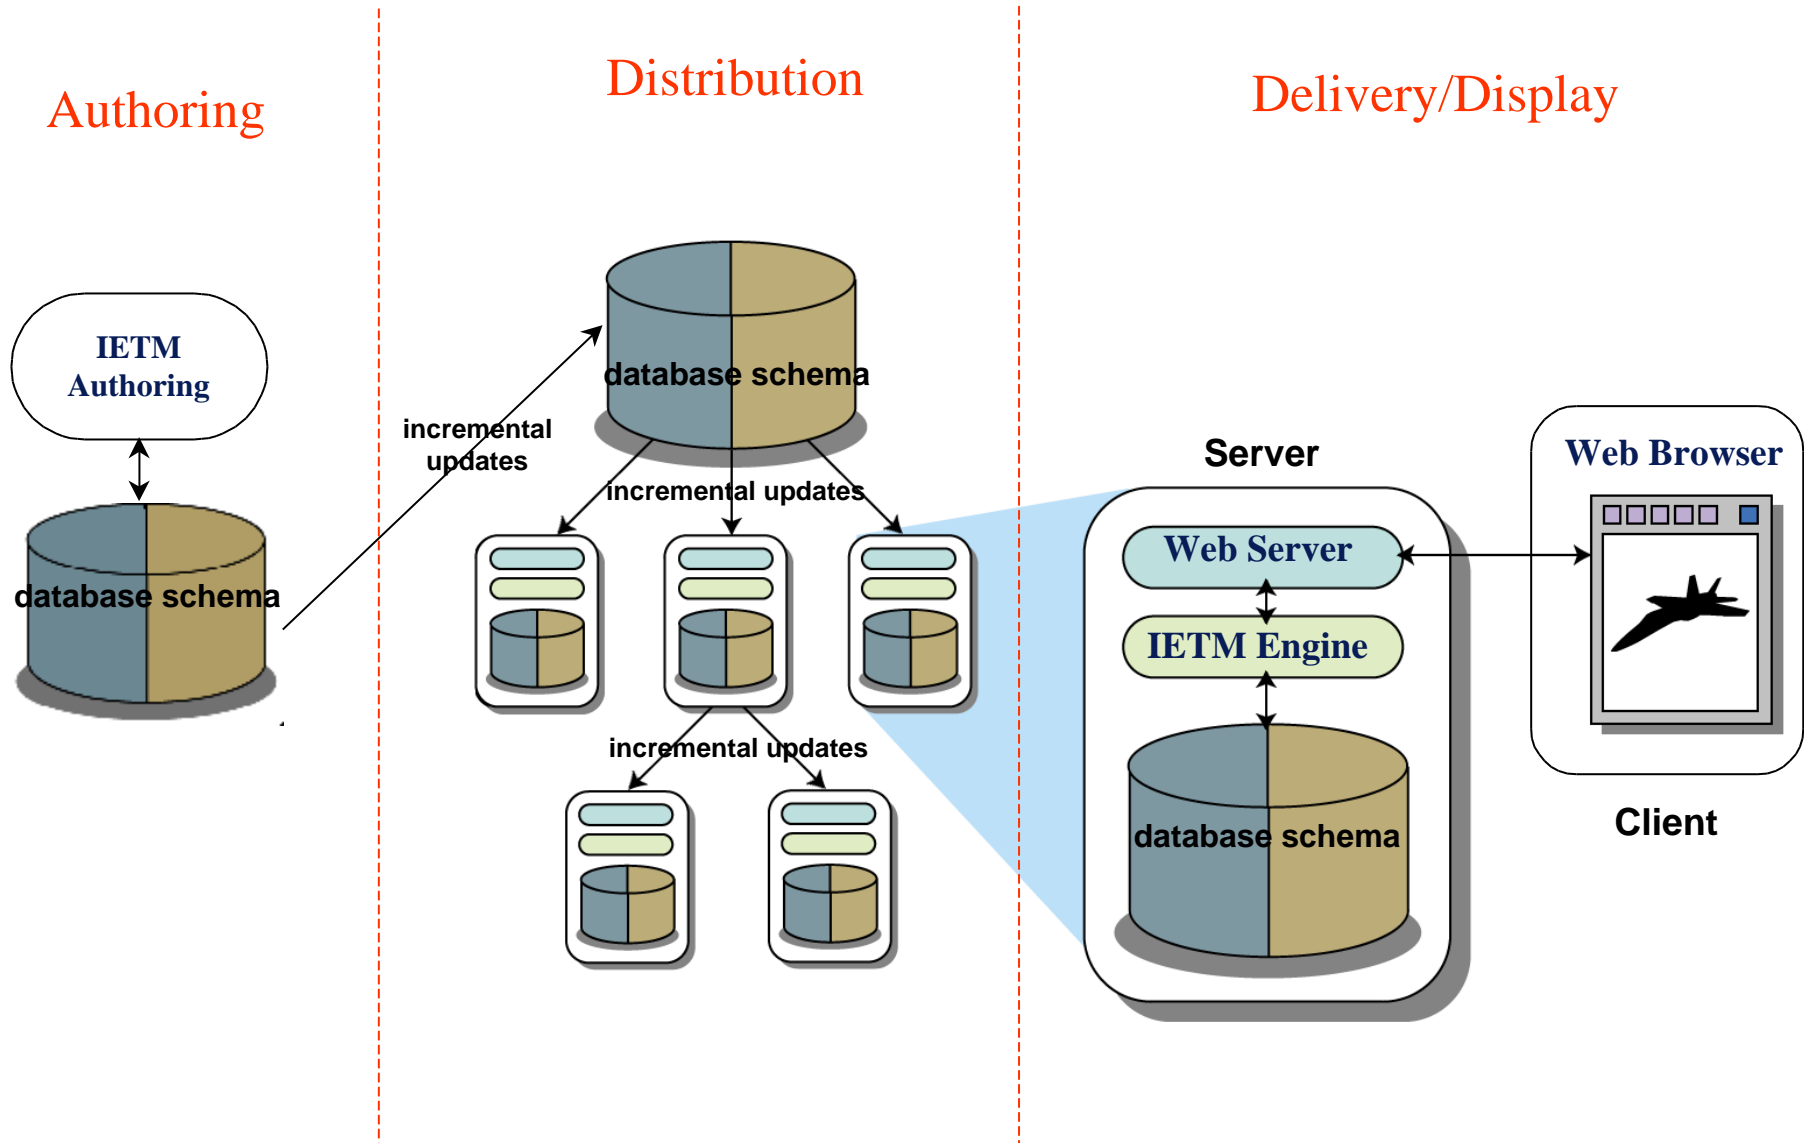 Authoring
Distribution
Delivery/Display
IETM
Authoring
database schema
incremental
updates
database schema
incremental updates
incremental updates
Server
Web Server
IETM Engine
database schema
Web Browser
Client